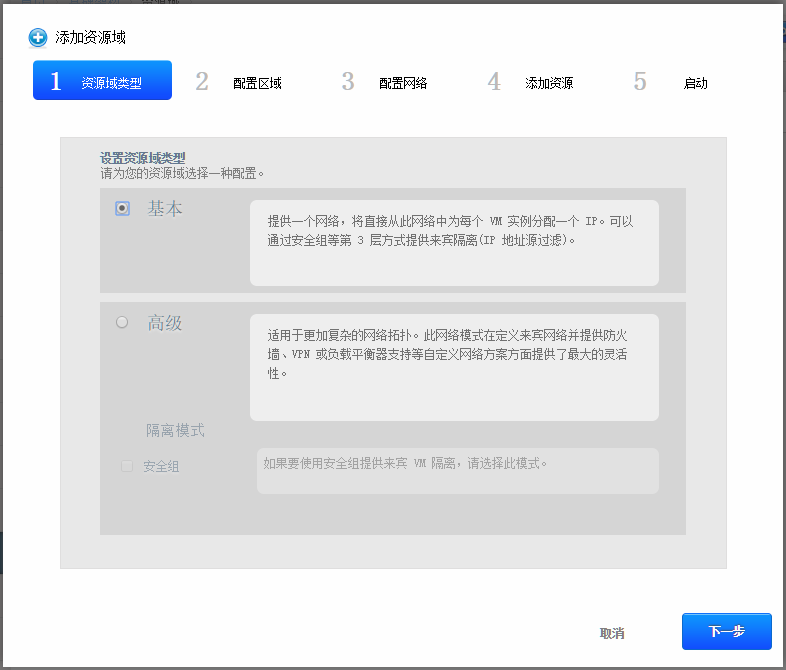 添加资源域
1 资源域类型 2 配置区域 3 配置网络 4 添加资源 5 启动
设置资源域类型
请为您的资源域选择一种配置。
基本
提供一个网络，将直接从此网络中为每个 VM 实例分配一个 IP。可以
通过安全组等第 3 层方式提供来宾隔离(IP 地址源过滤)。
高级
适用于更加复杂的网络拓扑。此网络模式在定义来宾网络并提供防火
墙、VPN 或负载平衡器支持等自定义网络方案方面提供了最大的灵活
性。
隔离模式
安全组
如果要使用安全组提供来宾 VM 隔离，请选择此模式。
取消
下一步